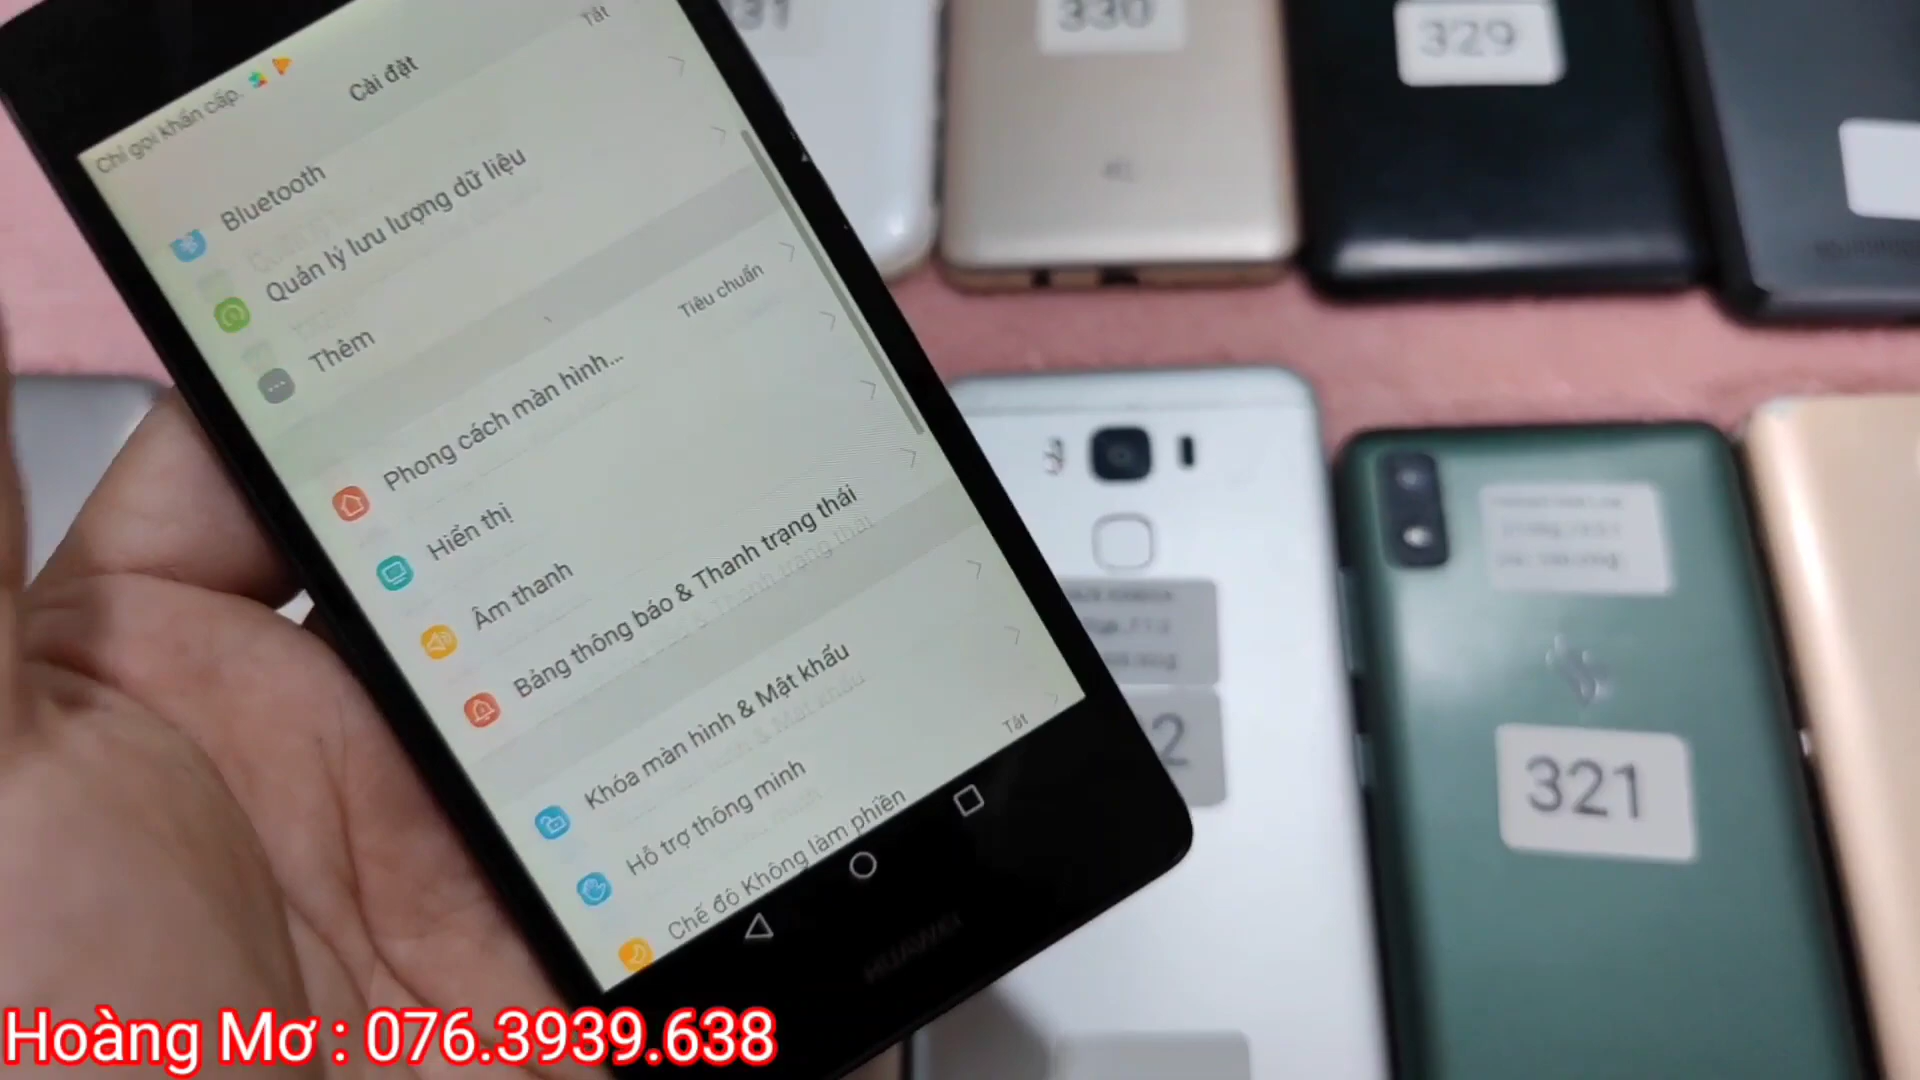 Chỉ gọi khẩn cấp.
Cài đặt
Tắt
Bluetooth
Quản lý lưu lượng dữ liệu
Thêm
Phong cách màn hình...
Tiêu chuẩn
Hiển thị
Âm thanh
Bảng thông báo & Thanh trạng thái
Khóa màn hình & Mật khẩu
Hỗ trợ thông minh
Chế độ Không làm phiền
Tắt
HUAWEI
330
329
321
Hoàng Mơ : 076.3939.638